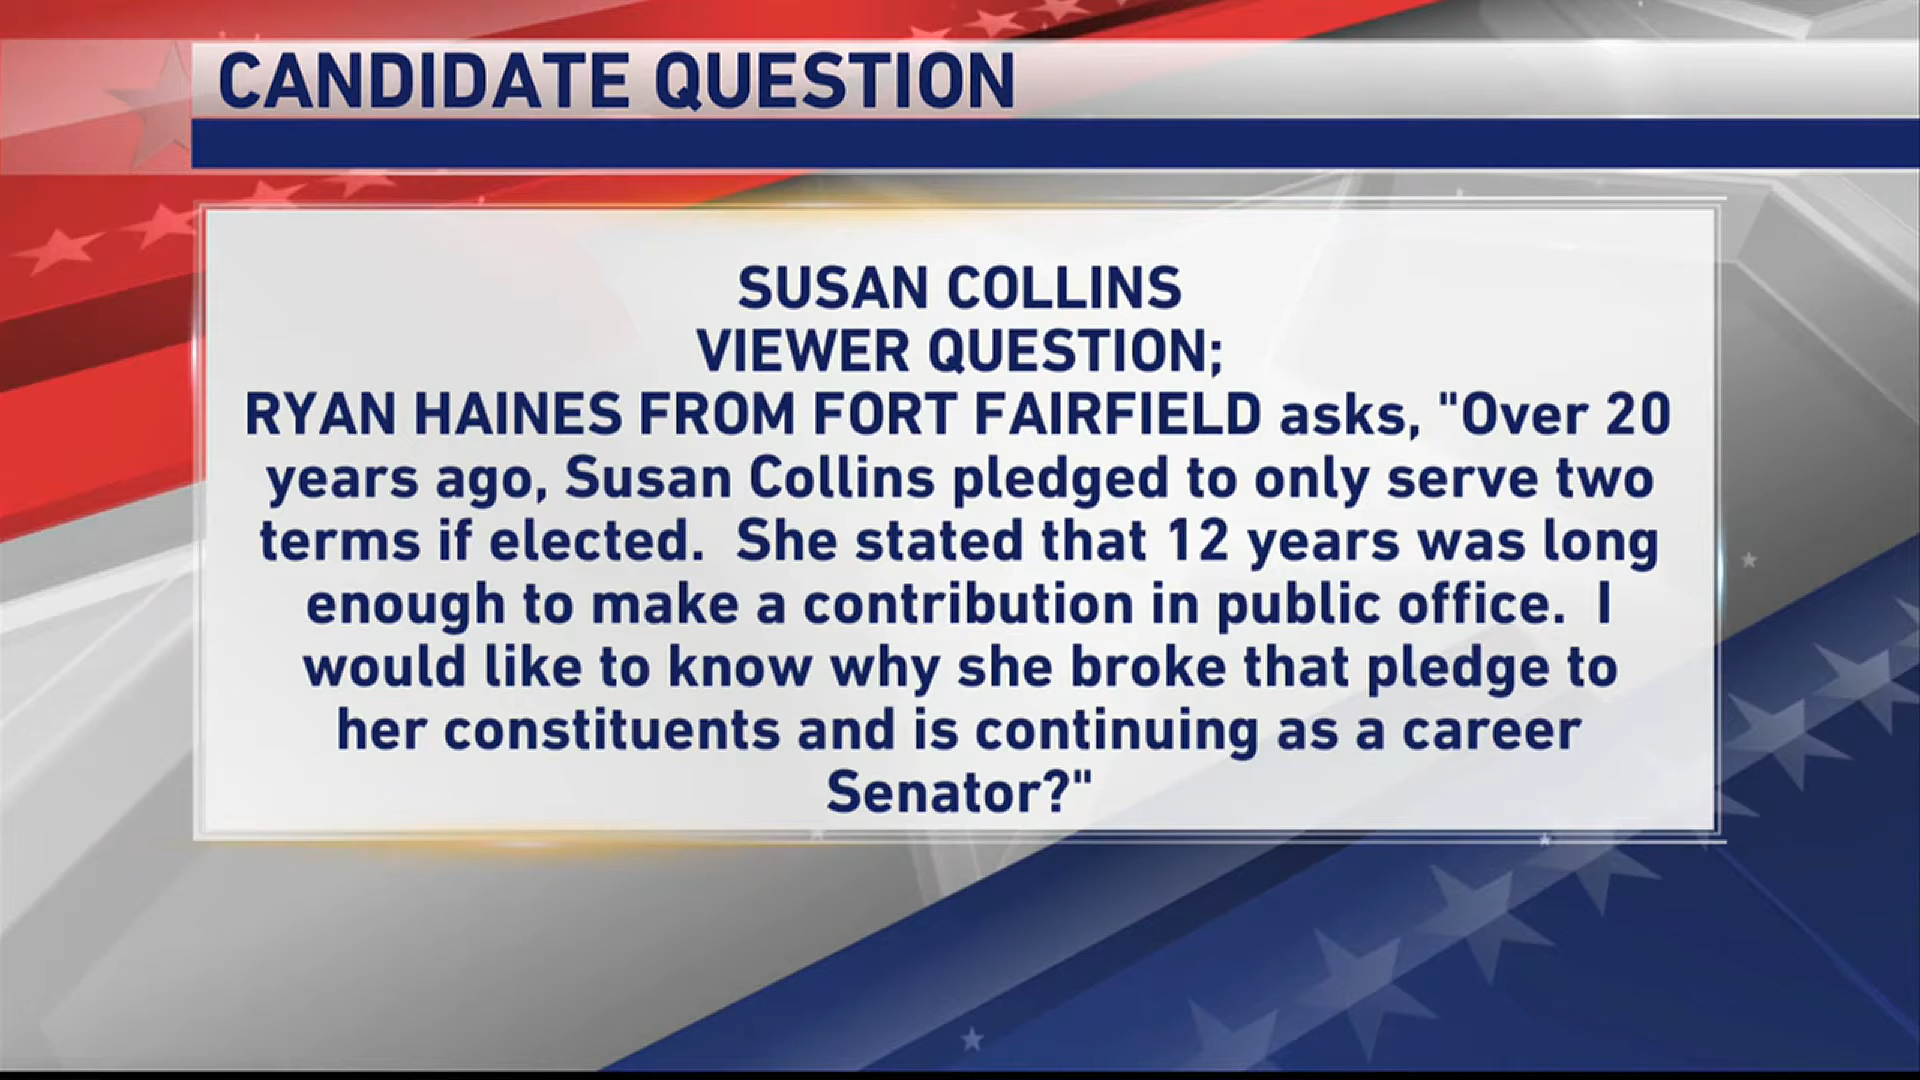 CANDIDATE QUESTION
SUSAN COLLINS
VIEWER QUESTION;
RYAN HAINES FROM FORT FAIRFIELD asks, "Over 20
years ago, Susan Collins pledged to only serve two
terms if elected.  She stated that 12 years was long
enough to make a contribution in public office.  I
would like to know why she broke that pledge to
her constituents and is continuing as a career
Senator?"